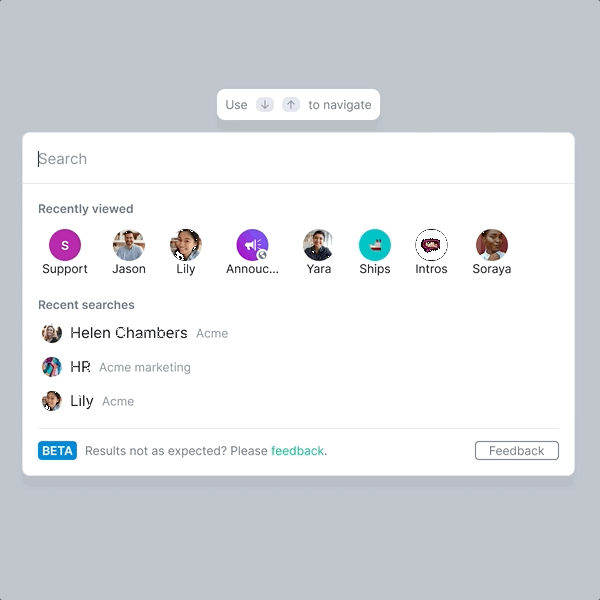 Use ↓ ↑ to navigate
Search
Recently viewed
S
Support Jason Lily Annouc... Yara Ships Intros Soraya
Recent searches
Helen Chambers Acme
HR Acme marketing
Lily Acme
BETA Results not as expected? Please feedback. Feedback